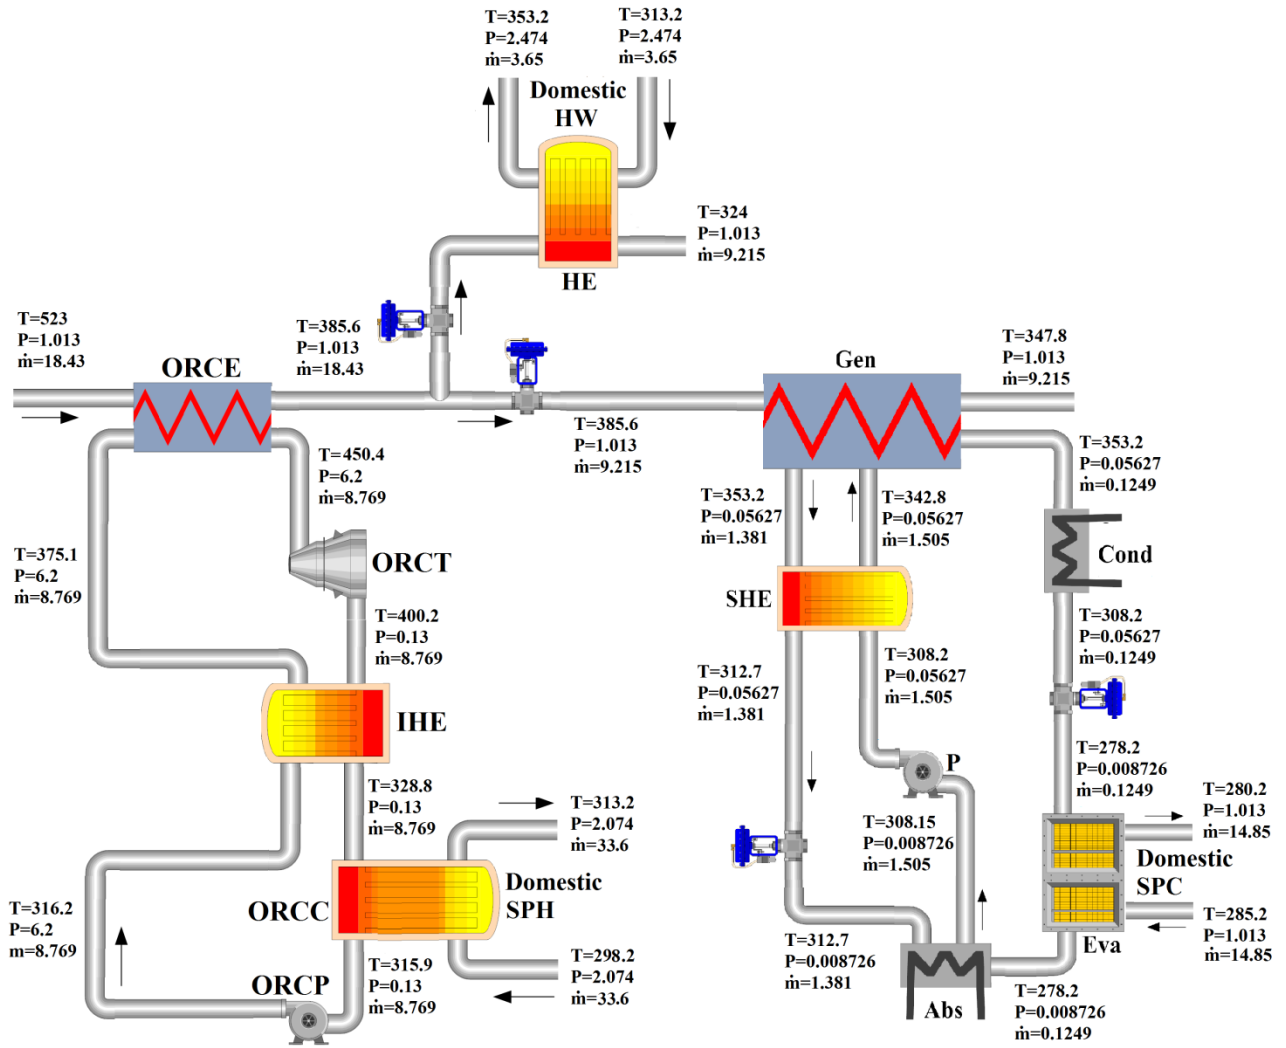 T=353.2
P=2.474
ṁ=3.65
T=313.2
P=2.474
ṁ=3.65
Domestic
HW
T=324
P=1.013
ṁ=9.215
HE
T=523
P=1.013
ṁ=18.43
ORCE
T=385.6
P=1.013
ṁ=18.43
Gen
T=347.8
P=1.013
ṁ=9.215
T=385.6
P=1.013
ṁ=9.215
T=450.4
P=6.2
ṁ=8.769
T=353.2
P=0.05627
ṁ=1.381
T=342.8
P=0.05627
ṁ=1.505
T=353.2
P=0.05627
ṁ=0.1249
T=375.1
P=6.2
ṁ=8.769
ORCT
Cond
SHE
T=400.2
P=0.13
ṁ=8.769
T=312.7
P=0.05627
ṁ=1.381
T=308.2
P=0.05627
ṁ=1.505
T=308.2
P=0.05627
ṁ=0.1249
IHE
P
T=328.8
P=0.13
ṁ=8.769
T=313.2
P=2.074
ṁ=33.6
T=308.15
P=0.008726
ṁ=1.505
T=278.2
P=0.008726
ṁ=0.1249
T=280.2
P=1.013
ṁ=14.85
Domestic
SPC
T=316.2
P=6.2
m=8.769
ORCC
Domestic
SPH
T=285.2
P=1.013
ṁ=14.85
Eva
T=315.9
P=0.13
ṁ=8.769
T=298.2
P=2.074
ṁ=33.6
T=312.7
P=0.008726
ṁ=1.381
ORCP
Abs
T=278.2
P=0.008726
ṁ=0.1249